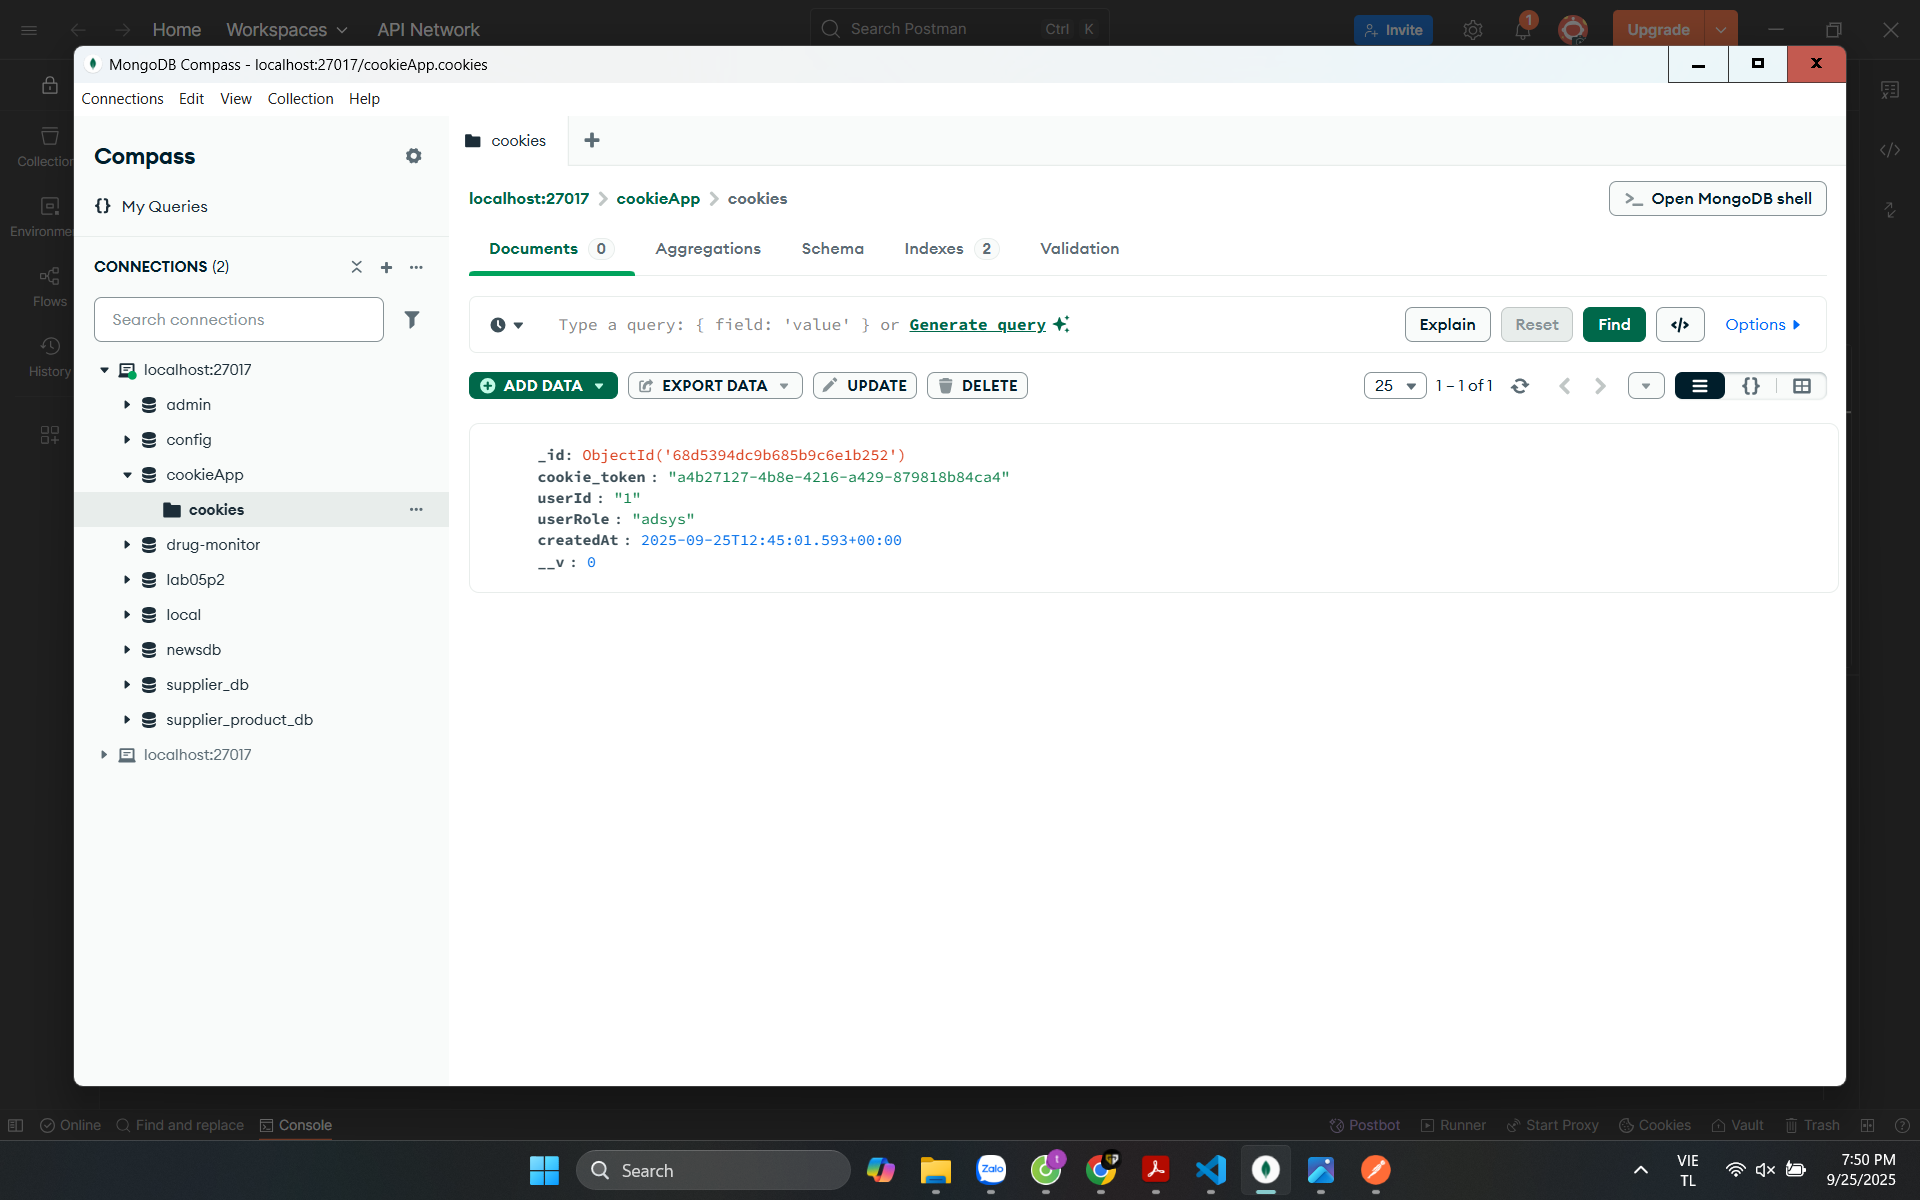 Home Workspaces API Network Search Postman Ctrl K Invite 1 Upgrade
MongoDB Compass - localhost:27017/cookieApp.cookies
Connections Edit View Collection Help
Compass
My Queries
CONNECTIONS (2)
Search connections
localhost:27017
admin
config
cookieApp
cookies
drug-monitor
lab05p2
local
newsdb
supplier_db
supplier_product_db
localhost:27017
cookies
localhost:27017 cookieApp cookies
Open MongoDB shell
Documents 0 Aggregations Schema Indexes 2 Validation
Type a query: { field: 'value' } or Generate query
Explain Reset Find </> Options
ADD DATA EXPORT DATA UPDATE DELETE
25 1 – 1 of 1 {}
_id: ObjectId('68d5394dc9b685b9c6e1b252')
cookie_token : "a4b27127-4b8e-4216-a429-879818b84ca4"
userId : "1"
userRole : "adsys"
createdAt : 2025-09-25T12:45:01.593+00:00
__v : 0
Collection
Environme
Flows
History
Online Find and replace Console Postbot Runner Start Proxy Cookies Vault Trash
Search
Zalo
t
VIE
TL
7:50 PM
9/25/2025